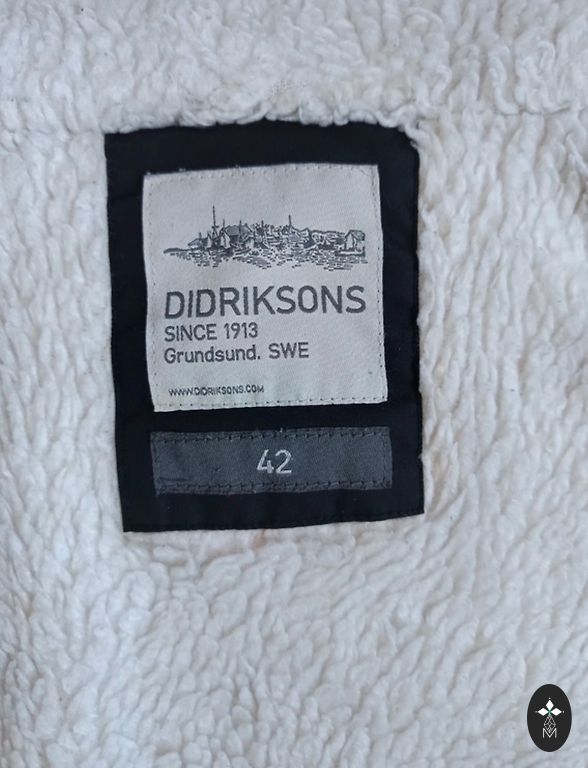 DIDRIKSONS
SINCE 1913
Grundsund. SWE
WWW.DIDRIKSONS.COM
42
M